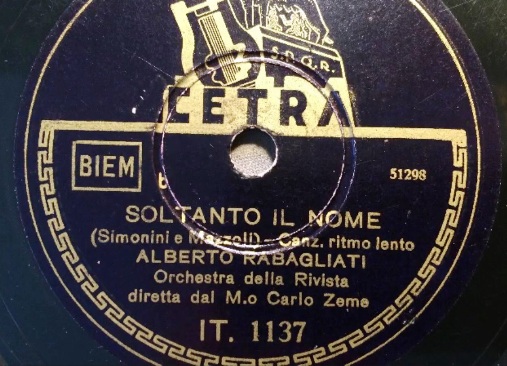 S.P.Q.R.
CETRA
BIEM
b
51298
SOLTANTO IL NOME
(Simonini e Mazzoli) - Canz. ritmo lento
ALBERTO RABAGLIATI
Orchestra della Rivista
diretta dal M.o Carlo Zeme
IT. 1137